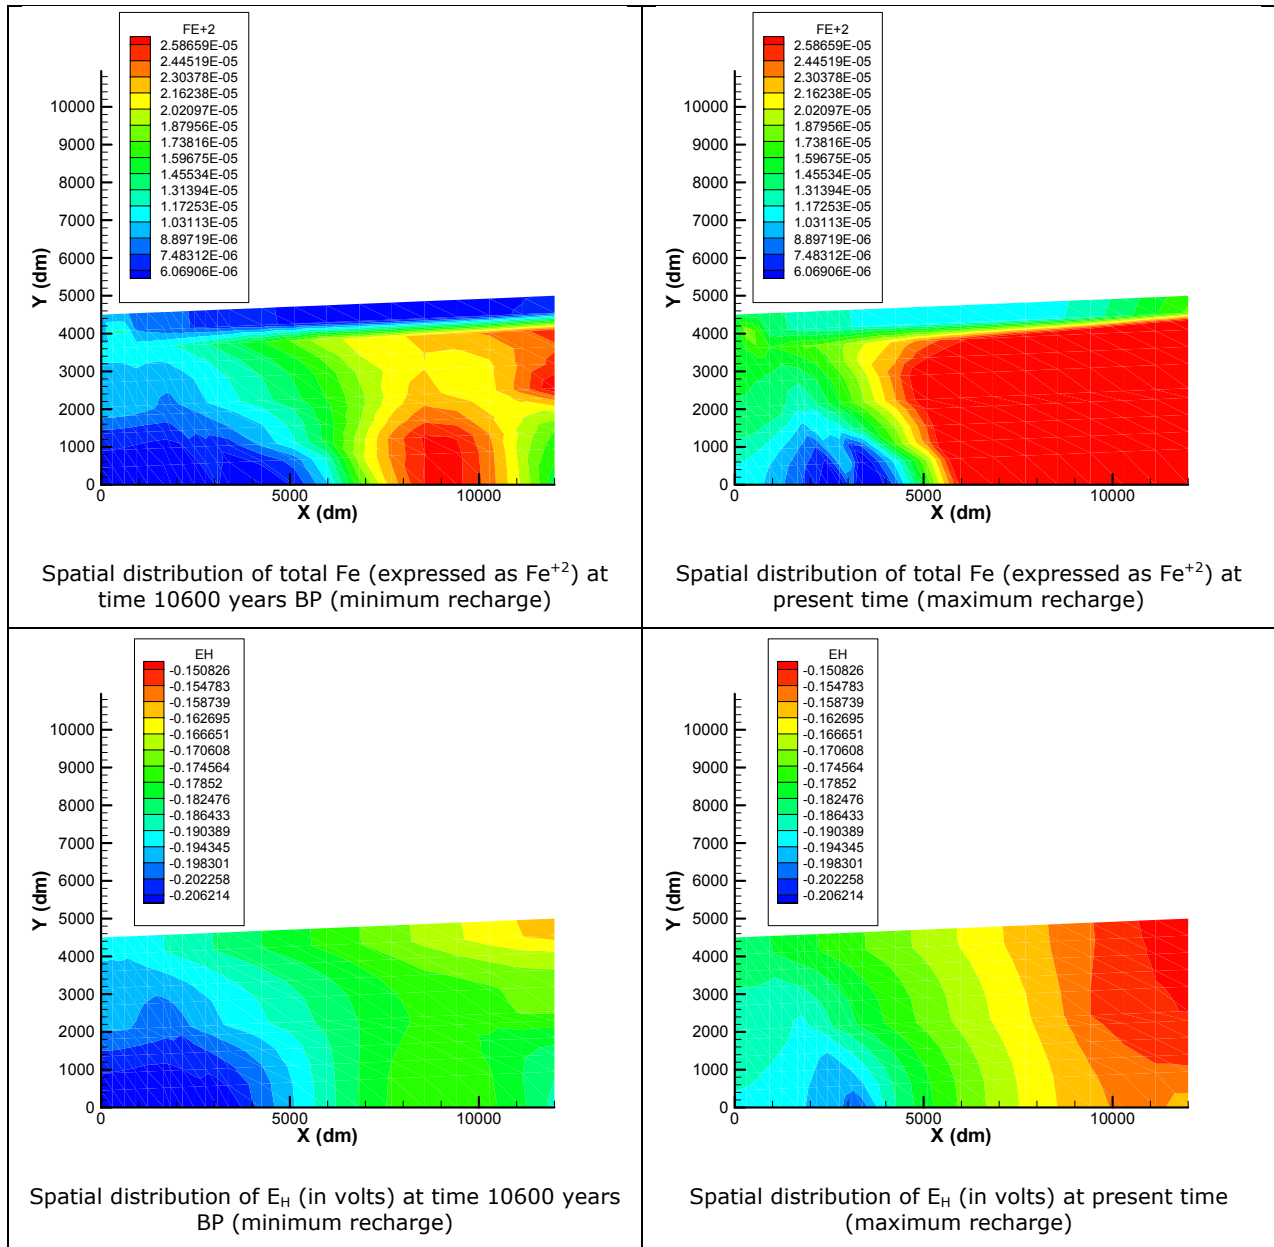 FE+2
2.58659E-05
2.44519E-05
2.30378E-05
2.16238E-05
2.02097E-05
1.87956E-05
1.73816E-05
1.59675E-05
1.45534E-05
1.31394E-05
1.17253E-05
1.03113E-05
8.89719E-06
7.48312E-06
6.06906E-06
10000
9000
8000
7000
6000
5000
4000
3000
2000
1000
0
Y (dm)
0 5000 10000
X (dm)
Spatial distribution of total Fe (expressed as Fe+2) at
time 10600 years BP (minimum recharge)
FE+2
2.58659E-05
2.44519E-05
2.30378E-05
2.16238E-05
2.02097E-05
1.87956E-05
1.73816E-05
1.59675E-05
1.45534E-05
1.31394E-05
1.17253E-05
1.03113E-05
8.89719E-06
7.48312E-06
6.06906E-06
10000
9000
8000
7000
6000
5000
4000
3000
2000
1000
0
Y (dm)
0 5000 10000
X (dm)
Spatial distribution of total Fe (expressed as Fe+2) at
present time (maximum recharge)
EH
-0.150826
-0.154783
-0.158739
-0.162695
-0.166651
-0.170608
-0.174564
-0.17852
-0.182476
-0.186433
-0.190389
-0.194345
-0.198301
-0.202258
-0.206214
10000
9000
8000
7000
6000
5000
4000
3000
2000
1000
0
Y (dm)
0 5000 10000
X (dm)
Spatial distribution of EH (in volts) at time 10600 years
BP (minimum recharge)
EH
-0.150826
-0.154783
-0.158739
-0.162695
-0.166651
-0.170608
-0.174564
-0.17852
-0.182476
-0.186433
-0.190389
-0.194345
-0.198301
-0.202258
-0.206214
10000
9000
8000
7000
6000
5000
4000
3000
2000
1000
0
Y (dm)
0 5000 10000
X (dm)
Spatial distribution of EH (in volts) at present time
(maximum recharge)